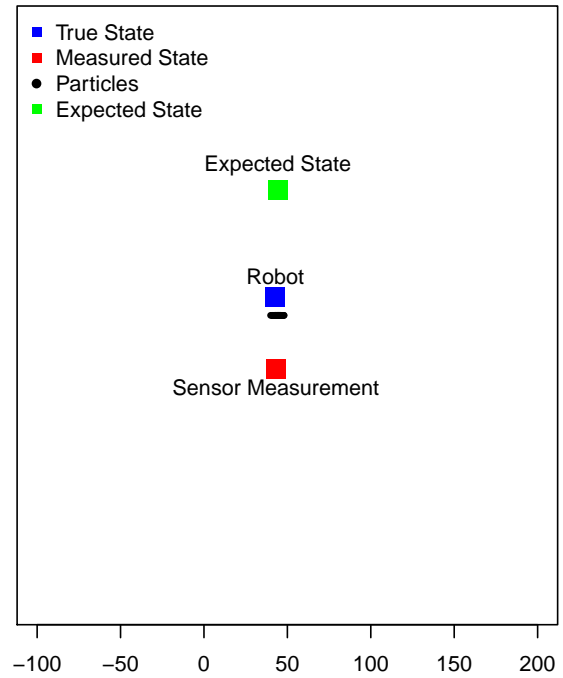 True State
Measured State
Particles
Expected State
Expected State
Robot
Sensor Measurement
−100 −50 0 50 100 150 200